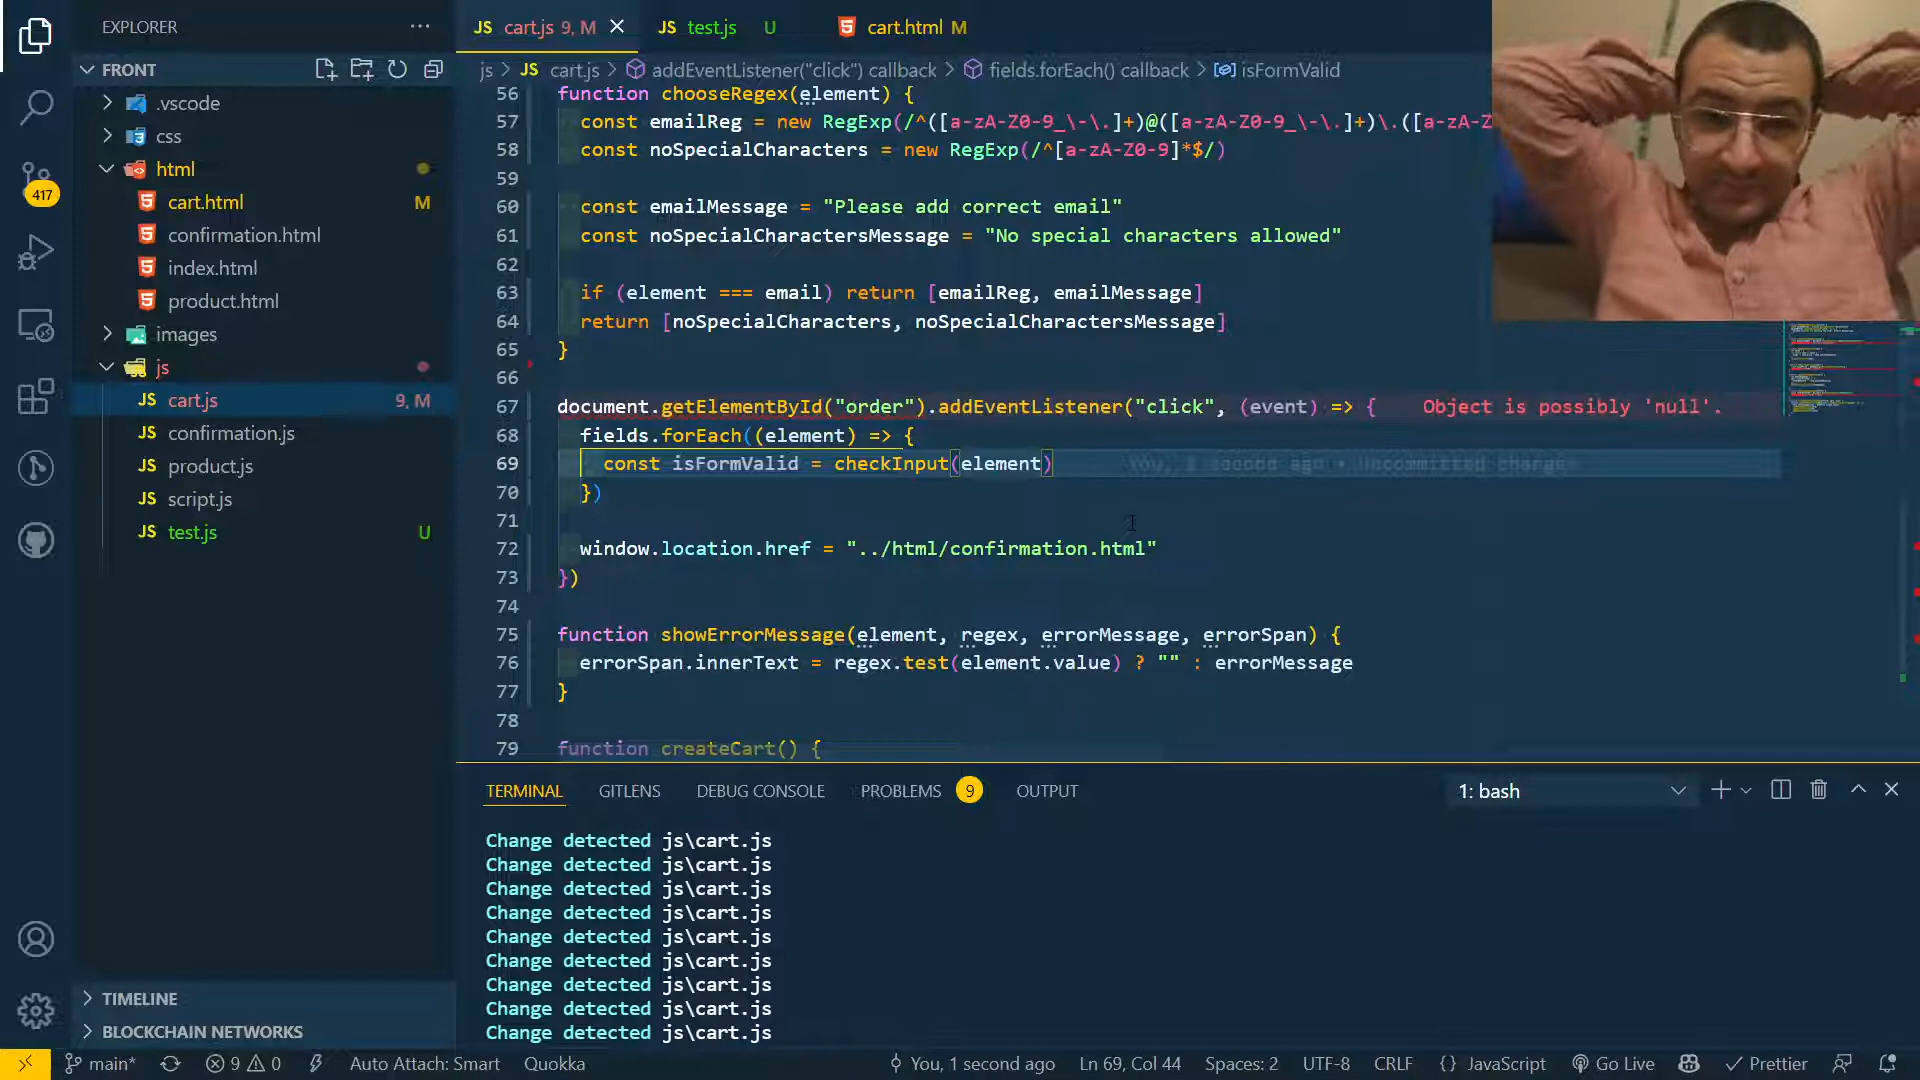 EXPLORER
FRONT
.vscode
css
html
cart.html M
confirmation.html
index.html
product.html
images
js
JS cart.js 9, M
JS confirmation.js
JS product.js
JS script.js
JS test.js U
TIMELINE
BLOCKCHAIN NETWORKS
417
JS cart.js 9, M
JS test.js U
cart.html M
js > JS cart.js > addEventListener("click") callback > fields.forEach() callback > isFormValid
56 function chooseRegex(element) {
57 const emailReg = new RegExp(/^([a-zA-Z0-9_\-\.]+)@([a-zA-Z0-9_\-\.]+)\.([a-zA-Z
58 const noSpecialCharacters = new RegExp(/^[a-zA-Z0-9]*$/)
59
60 const emailMessage = "Please add correct email"
61 const noSpecialCharactersMessage = "No special characters allowed"
62
63 if (element === email) return [emailReg, emailMessage]
64 return [noSpecialCharacters, noSpecialCharactersMessage]
65 }
66
67 document.getElementById("order").addEventListener("click", (event) => { Object is possibly 'null'.
68 fields.forEach((element) => {
69 const isFormValid = checkInput(element) You, 1 second ago • Uncommitted changes
70 })
71
72 window.location.href = "../html/confirmation.html"
73 })
74
75 function showErrorMessage(element, regex, errorMessage, errorSpan) {
76 errorSpan.innerText = regex.test(element.value) ? "" : errorMessage
77 }
78
79 function createCart() {
TERMINAL GITLENS DEBUG CONSOLE PROBLEMS 9 OUTPUT 1: bash
Change detected js\cart.js
Change detected js\cart.js
Change detected js\cart.js
Change detected js\cart.js
Change detected js\cart.js
Change detected js\cart.js
Change detected js\cart.js
Change detected js\cart.js
Change detected js\cart.js
main* 9 0 Auto Attach: Smart Quokka You, 1 second ago Ln 69, Col 44 Spaces: 2 UTF-8 CRLF {} JavaScript Go Live Prettier